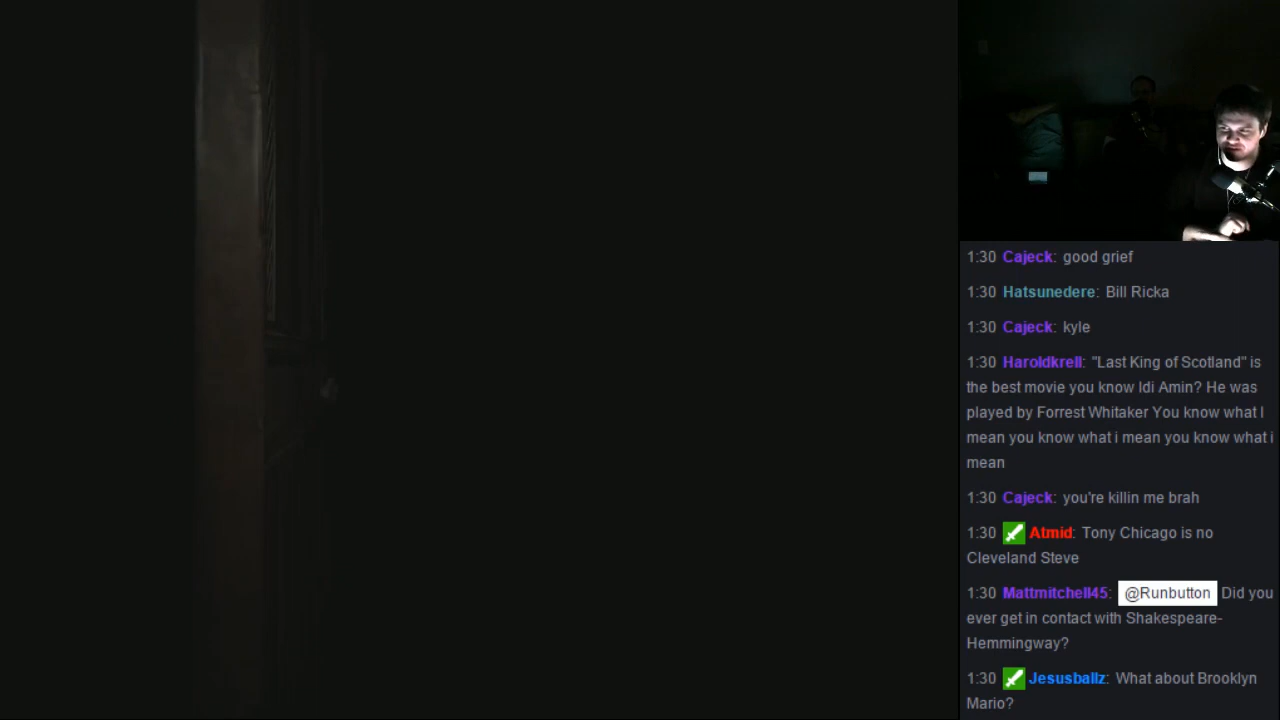 1:30 Cajeck: good grief
1:30 Hatsunedere: Bill Ricka
1:30 Cajeck: kyle
1:30 Haroldkrell: "Last King of Scotland" is
the best movie you know Idi Amin? He was
played by Forrest Whitaker You know what I
mean you know what i mean you know what i
mean
1:30 Cajeck: you're killin me brah
1:30 Atmid: Tony Chicago is no
Cleveland Steve
1:30 Mattmitchell45: @Runbutton Did you
ever get in contact with Shakespeare-
Hemmingway?
1:30 Jesusballz: What about Brooklyn
Mario?